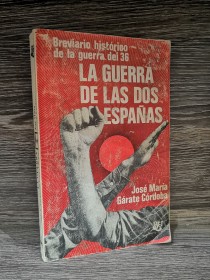 Breviario histórico
de la guerra del 36
LA GUERRA
DE LAS DOS
ESPAÑAS
José María
Gárate Córdoba